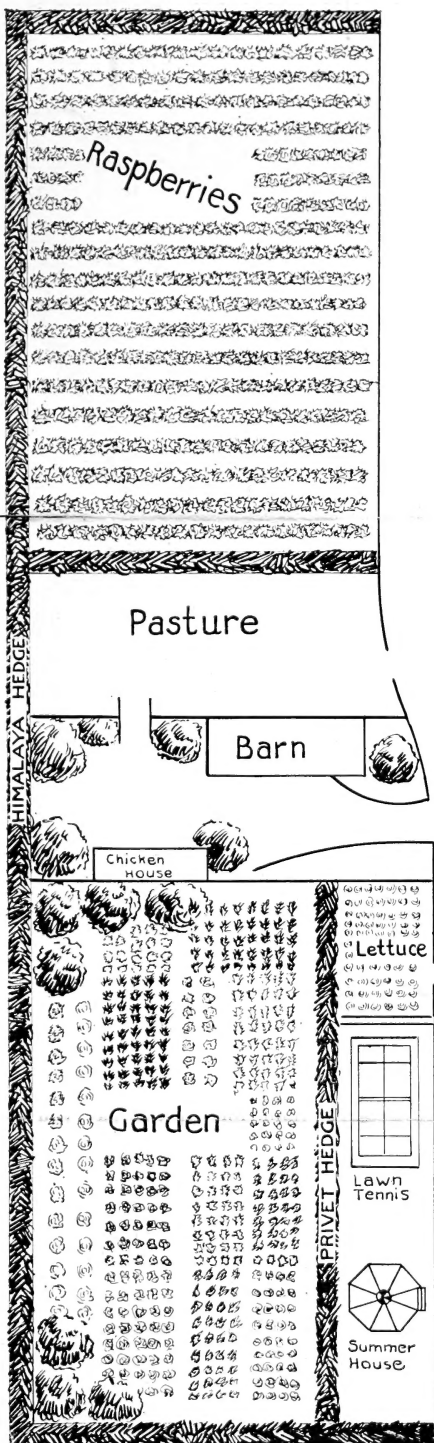 Raspberries
Pasture
HIMALAYA HEDGE
Barn
Chicken
HOUSE
Lettuce
Garden
PRIVET HEDGE
Lawn
Tennis
Summer
House